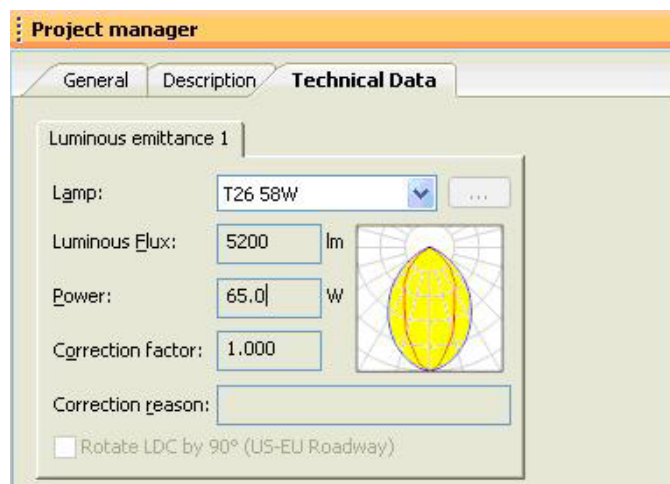 Project manager
General Description Technical Data
Luminous emittance 1
Lamp: T26 58W ...
Luminous Flux: 5200 lm
Power: 65.0 W
Correction factor: 1.000
Correction reason:
Rotate LDC by 90° (US-EU Roadway)